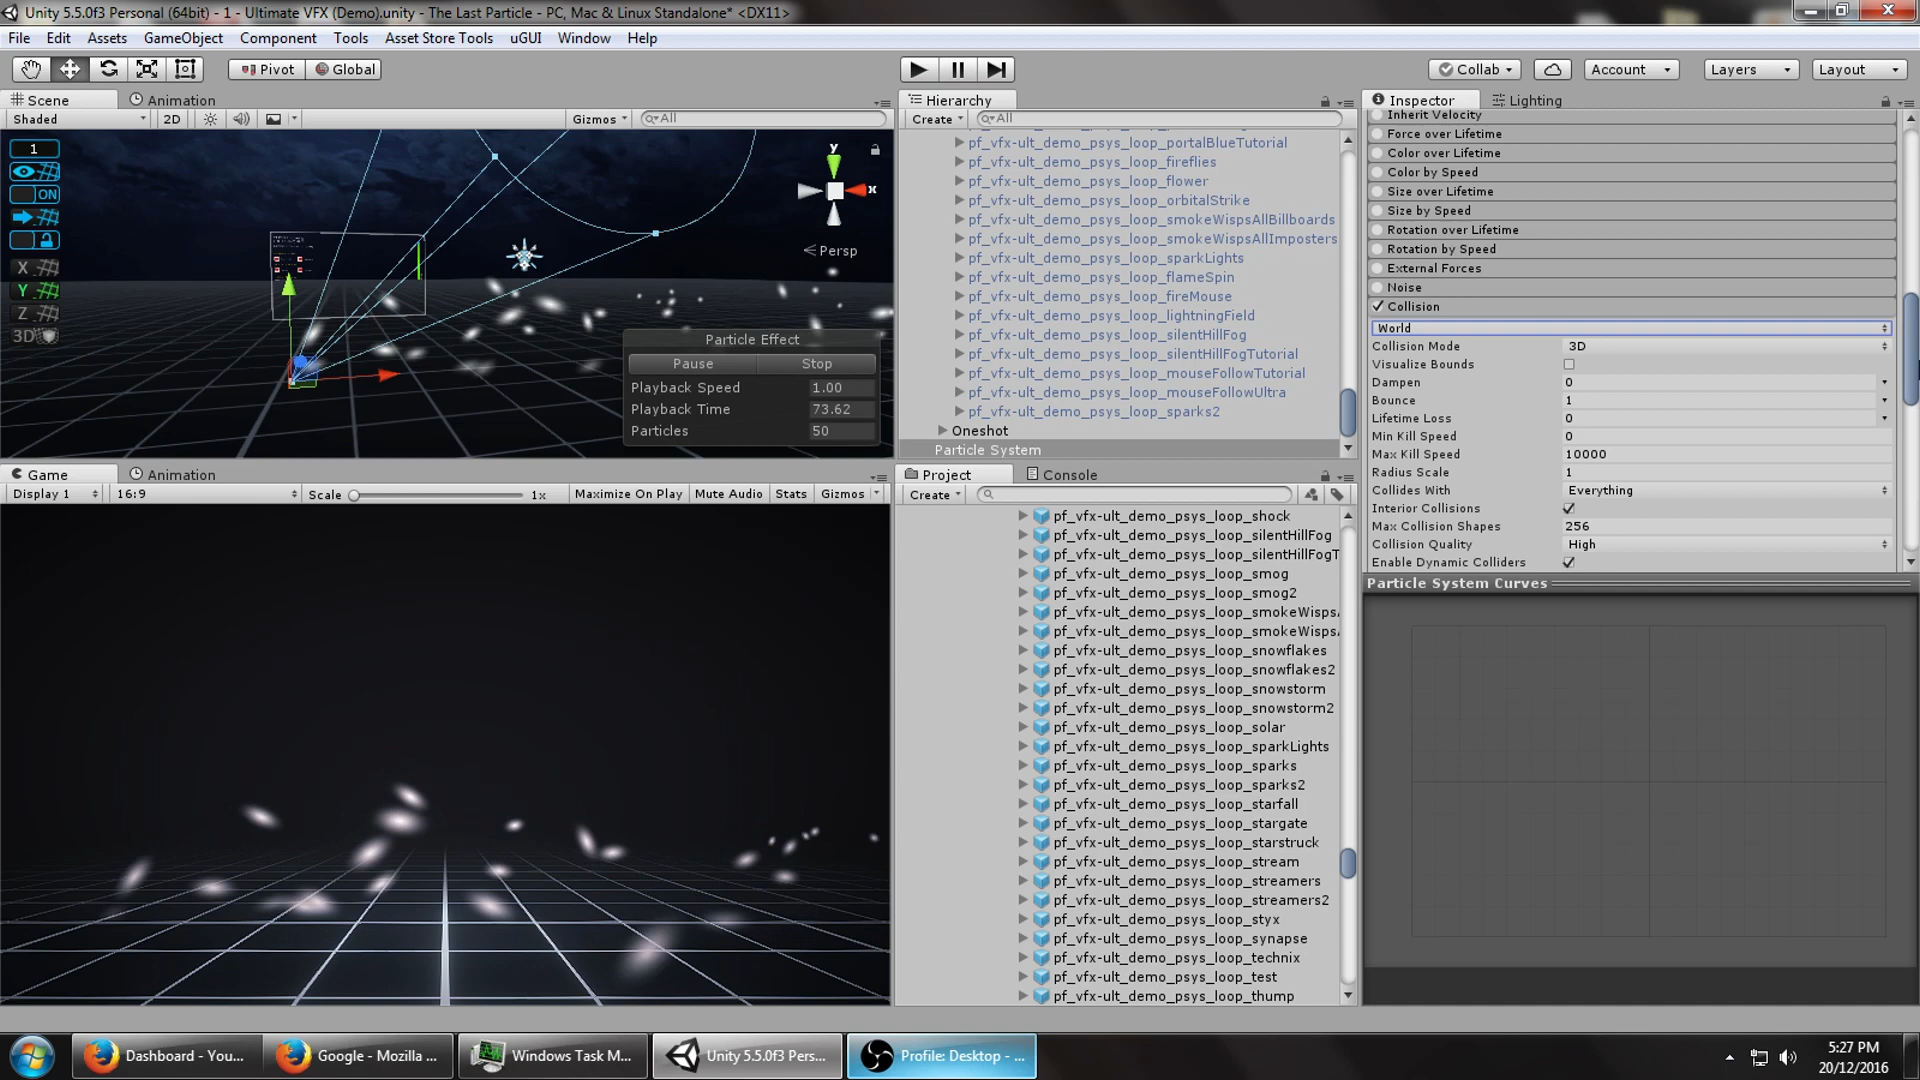 Unity 5.5.0f3 Personal (64bit) - 1 - Ultimate VFX (Demo).unity - The Last Particle - PC, Mac & Linux Standalone* <DX11>
File Edit Assets GameObject Component Tools Asset Store Tools uGUI Window Help
Pivot Global Collab Account Layers Layout
Scene Animation
Shaded 2D Gizmos All
1
ON
X
Y
Z
3D
y
x
Persp
Particle Effect
Pause Stop
Playback Speed 1.00
Playback Time 73.62
Particles 50
Game Animation
Display 1 16:9 Scale 1x Maximize On Play Mute Audio Stats Gizmos
Hierarchy
Create All
pf_vfx-ult_demo_psys_loop_portalBlueTutorial
pf_vfx-ult_demo_psys_loop_fireflies
pf_vfx-ult_demo_psys_loop_flower
pf_vfx-ult_demo_psys_loop_orbitalStrike
pf_vfx-ult_demo_psys_loop_smokeWispsAllBillboards
pf_vfx-ult_demo_psys_loop_smokeWispsAllImposters
pf_vfx-ult_demo_psys_loop_sparkLights
pf_vfx-ult_demo_psys_loop_flameSpin
pf_vfx-ult_demo_psys_loop_fireMouse
pf_vfx-ult_demo_psys_loop_lightningField
pf_vfx-ult_demo_psys_loop_silentHillFog
pf_vfx-ult_demo_psys_loop_silentHillFogTutorial
pf_vfx-ult_demo_psys_loop_mouseFollowTutorial
pf_vfx-ult_demo_psys_loop_mouseFollowUltra
pf_vfx-ult_demo_psys_loop_sparks2
Oneshot
Particle System
Project Console
Create
pf_vfx-ult_demo_psys_loop_shock
pf_vfx-ult_demo_psys_loop_silentHillFog
pf_vfx-ult_demo_psys_loop_silentHillFogT
pf_vfx-ult_demo_psys_loop_smog
pf_vfx-ult_demo_psys_loop_smog2
pf_vfx-ult_demo_psys_loop_smokeWisps
pf_vfx-ult_demo_psys_loop_smokeWisps
pf_vfx-ult_demo_psys_loop_snowflakes
pf_vfx-ult_demo_psys_loop_snowflakes2
pf_vfx-ult_demo_psys_loop_snowstorm
pf_vfx-ult_demo_psys_loop_snowstorm2
pf_vfx-ult_demo_psys_loop_solar
pf_vfx-ult_demo_psys_loop_sparkLights
pf_vfx-ult_demo_psys_loop_sparks
pf_vfx-ult_demo_psys_loop_sparks2
pf_vfx-ult_demo_psys_loop_starfall
pf_vfx-ult_demo_psys_loop_stargate
pf_vfx-ult_demo_psys_loop_starstruck
pf_vfx-ult_demo_psys_loop_stream
pf_vfx-ult_demo_psys_loop_streamers
pf_vfx-ult_demo_psys_loop_streamers2
pf_vfx-ult_demo_psys_loop_styx
pf_vfx-ult_demo_psys_loop_synapse
pf_vfx-ult_demo_psys_loop_technix
pf_vfx-ult_demo_psys_loop_test
pf_vfx-ult_demo_psys_loop_thump
Inspector Lighting
Inherit Velocity
Force over Lifetime
Color over Lifetime
Color by Speed
Size over Lifetime
Size by Speed
Rotation over Lifetime
Rotation by Speed
External Forces
Noise
Collision
World
Collision Mode 3D
Visualize Bounds
Dampen 0
Bounce 1
Lifetime Loss 0
Min Kill Speed 0
Max Kill Speed 10000
Radius Scale 1
Collides With Everything
Interior Collisions
Max Collision Shapes 256
Collision Quality High
Enable Dynamic Colliders
Particle System Curves
Dashboard - You... Google - Mozilla ... Windows Task M... Unity 5.5.0f3 Pers... Profile: Desktop - ...
5:27 PM
20/12/2016